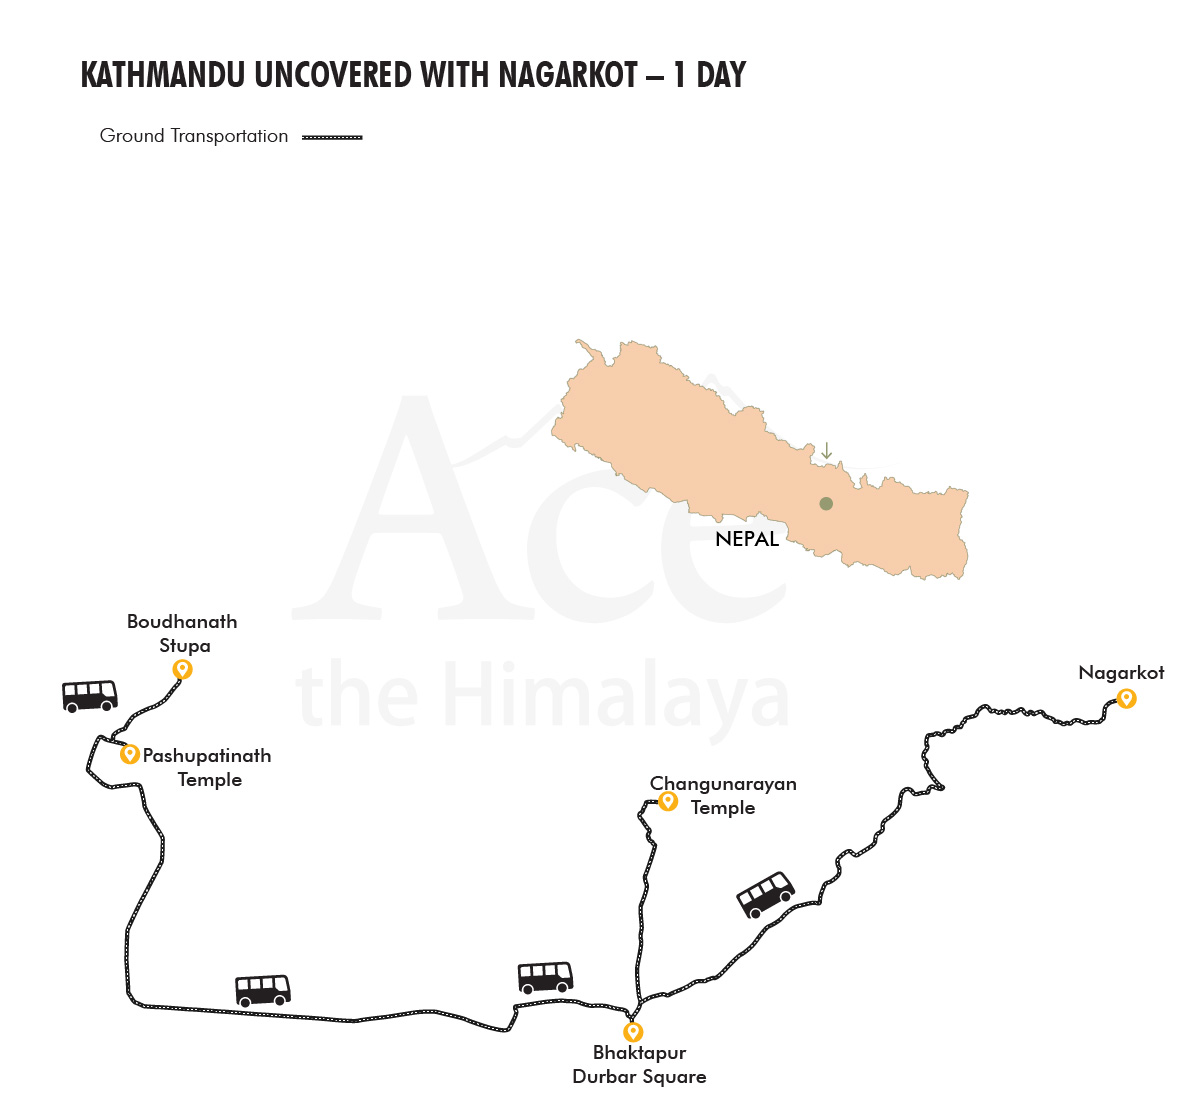 KATHMANDU UNCOVERED WITH NAGARKOT – 1 DAY
Ground Transportation
Ace
the Himalaya
NEPAL
Boudhanath
Stupa
Nagarkot
Pashupatinath
Temple
Changunarayan
Temple
Bhaktapur
Durbar Square